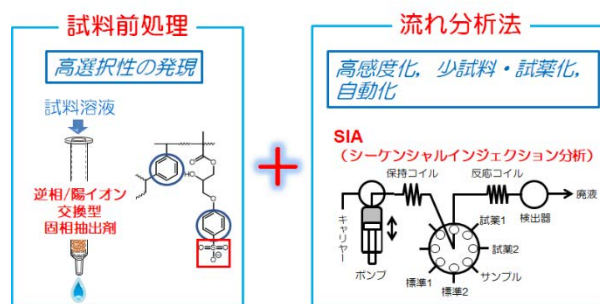 試料前処理
高選択性の発現
試料溶液
逆相/陽イオン
交換型
固相抽出剤
HO
O
O
O
O
S
O
O
+
流れ分析法
高感度化，少試料・試薬化，
自動化
SIA
（シーケンシャルインジェクション分析）
保持コイル
反応コイル
廃液
検出器
キャリヤー
ポンプ
試薬1
試薬2
サンプル
標準2
標準1